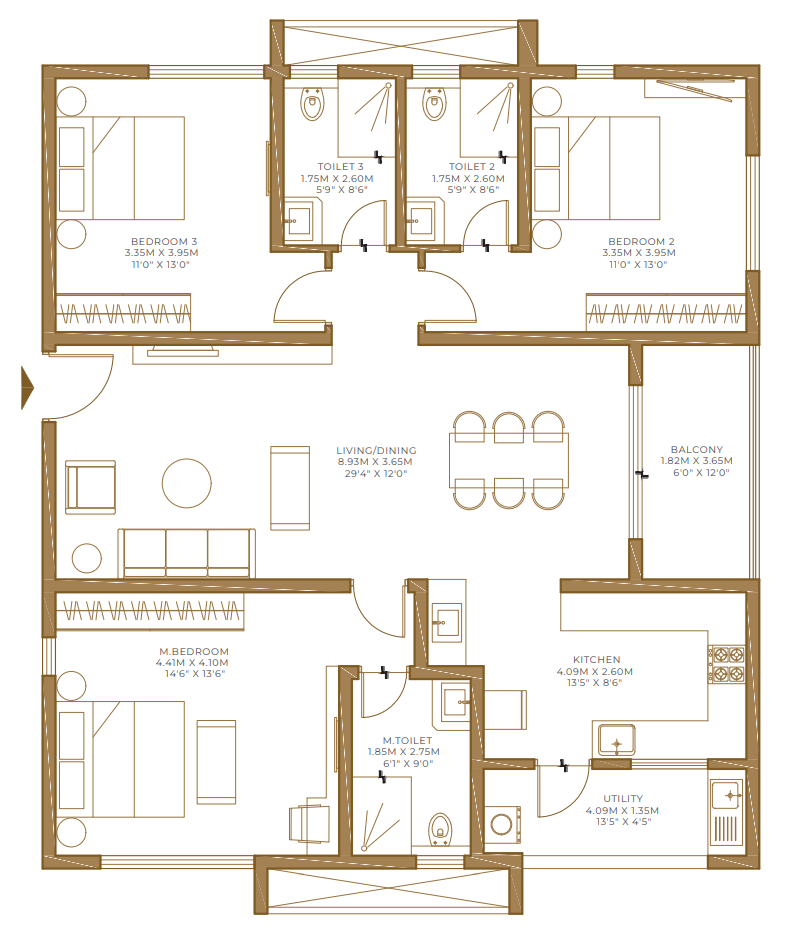 TOILET 3
1.75M X 2.60M
5'9" X 8'6"
TOILET 2
1.75M X 2.60M
5'9" X 8'6"
BEDROOM 3
3.35M X 3.95M
11'0" X 13'0"
BEDROOM 2
3.35M X 3.95M
11'0" X 13'0"
LIVING/DINING
8.93M X 3.65M
29'4" X 12'0"
BALCONY
1.82M X 3.65M
6'0" X 12'0"
M.BEDROOM
4.41M X 4.10M
14'6" X 13'6"
KITCHEN
4.09M X 2.60M
13'5" X 8'6"
M.TOILET
1.85M X 2.75M
6'1" X 9'0"
UTILITY
4.09M X 1.35M
13'5" X 4'5"